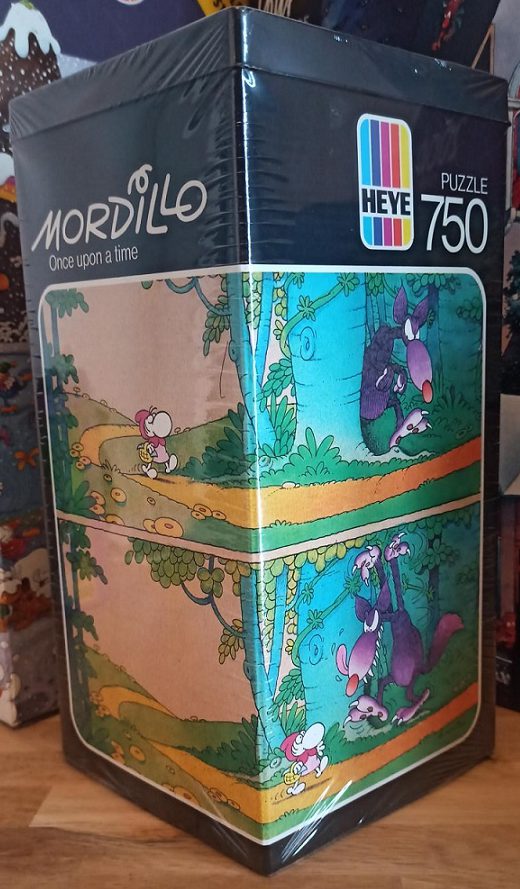 MORDILLO
Once upon a time
HEYE
PUZZLE
750